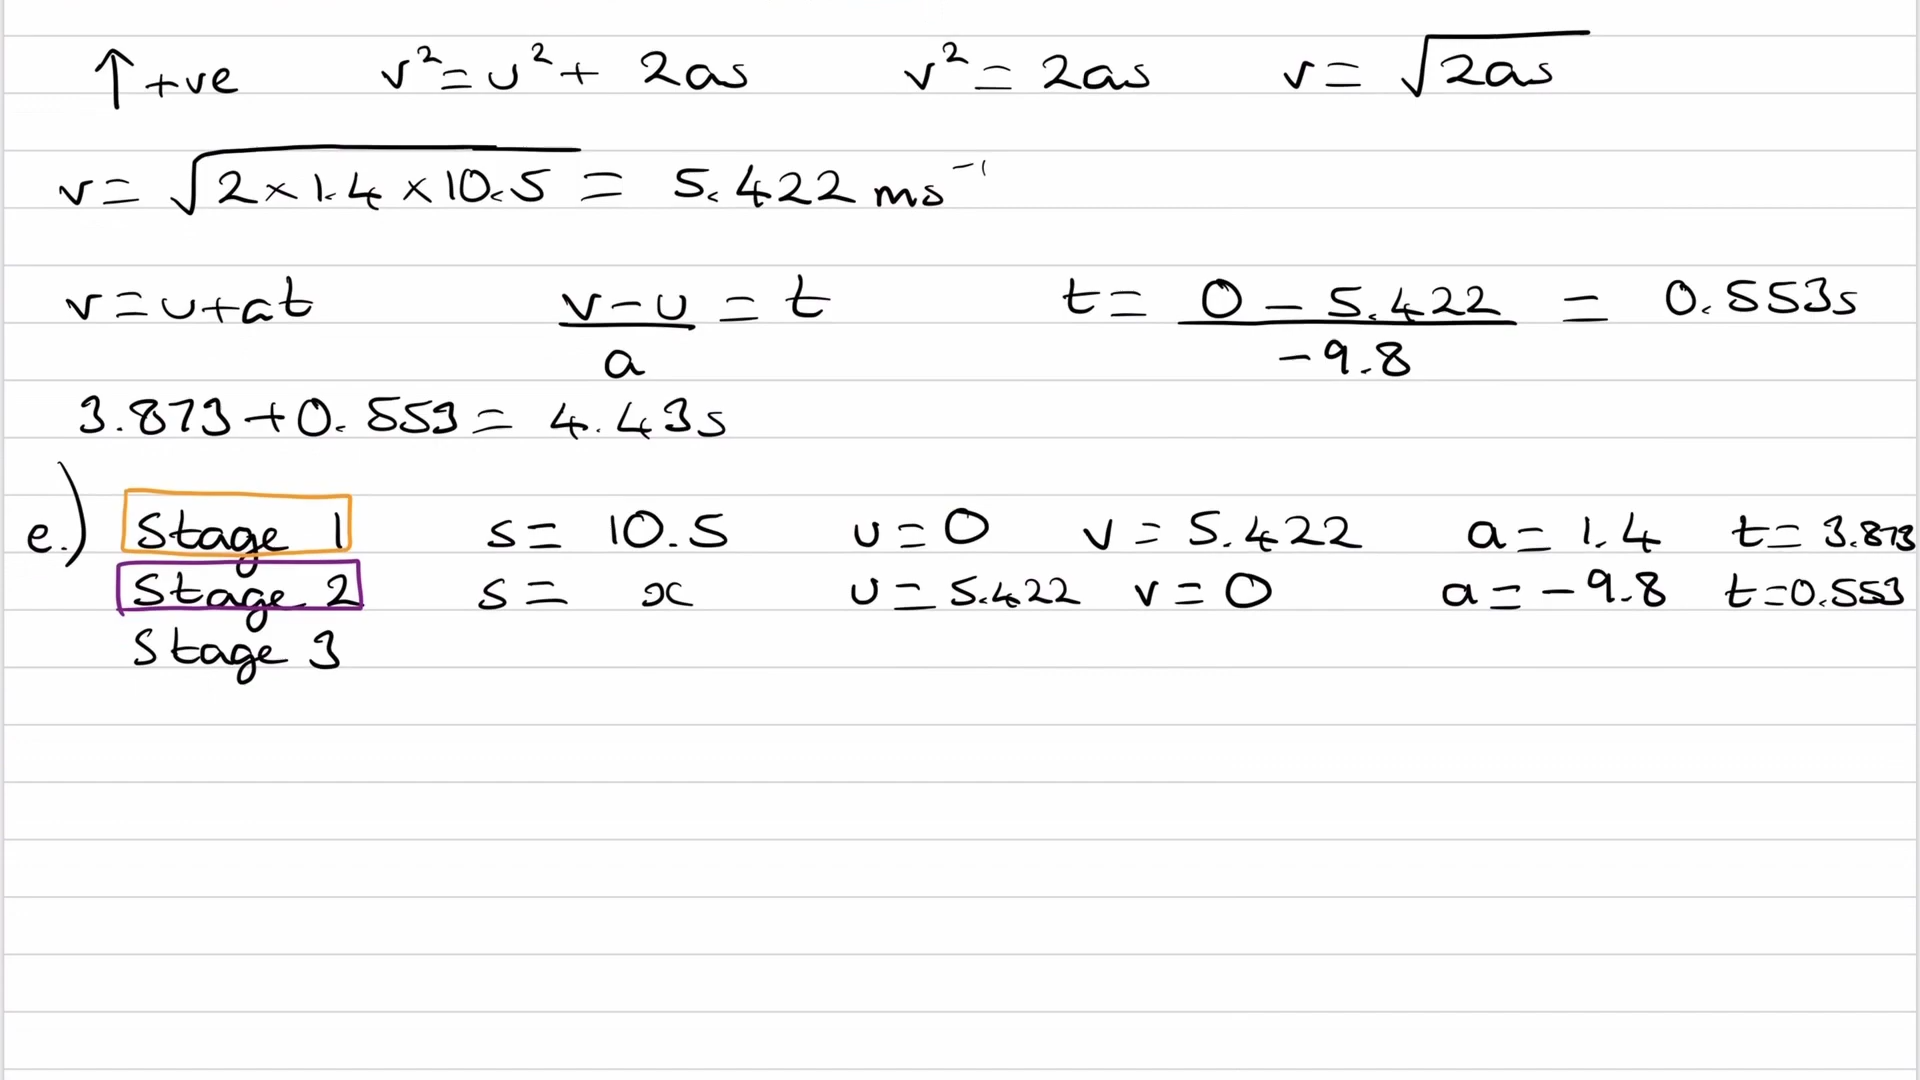 ↑ +ve v² = u² + 2as v² = 2as v = √2as
v = √2×1.4×10.5 = 5.422 ms⁻¹
v = u+at v-u/a = t t = 0 - 5.422/-9.8 = 0.553s
3.873+0.553 = 4.43s
e.) Stage 1 s = 10.5 u = 0 v = 5.422 a = 1.4 t = 3.873
Stage 2 s = x u = 5.422 v = 0 a = -9.8 t=0.553
Stage 3